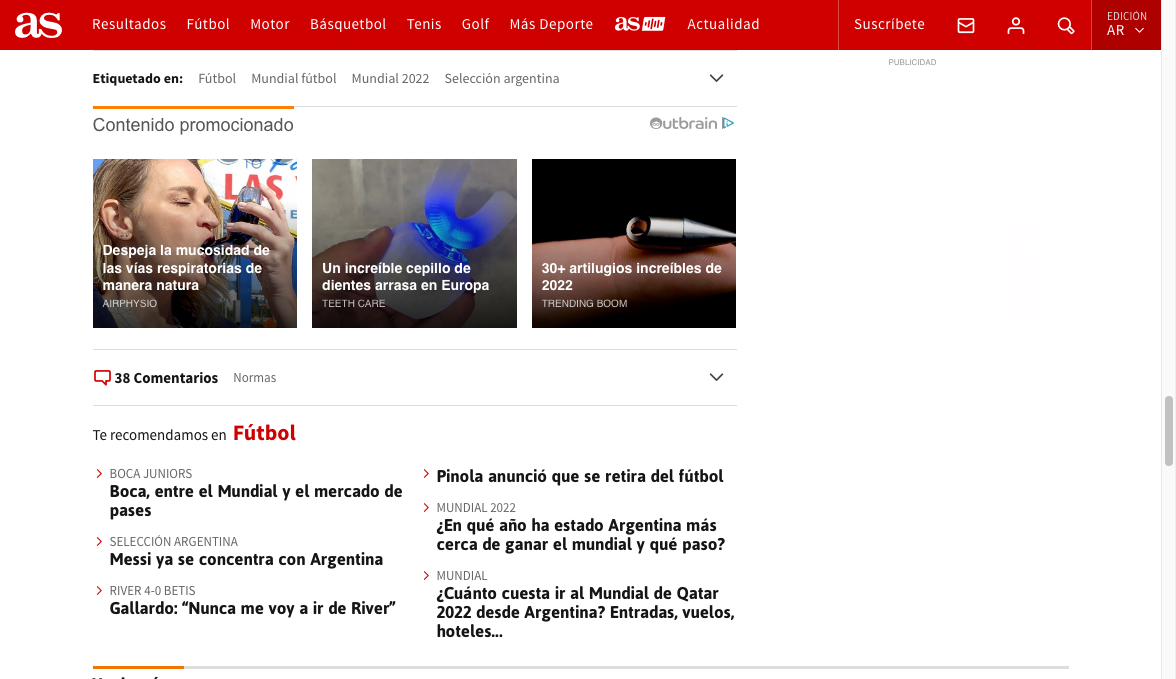 as Resultados Fútbol Motor Básquetbol Tenis Golf Más Deporte as Actualidad Suscríbete EDICIÓN
AR
PUBLICIDAD
Etiquetado en: Fútbol Mundial fútbol Mundial 2022 Selección argentina
Contenido promocionado
Outbrain
LAS
Despeja la mucosidad de
las vías respiratorias de
manera natura
AIRPHYSIO
Un increíble cepillo de
dientes arrasa en Europa
TEETH CARE
30+ artilugios increíbles de
2022
TRENDING BOOM
38 Comentarios Normas
Te recomendamos en Fútbol
BOCA JUNIORS
Boca, entre el Mundial y el mercado de
pases
SELECCIÓN ARGENTINA
Messi ya se concentra con Argentina
RIVER 4-0 BETIS
Gallardo: “Nunca me voy a ir de River”
Pinola anunció que se retira del fútbol
MUNDIAL 2022
¿En qué año ha estado Argentina más
cerca de ganar el mundial y qué paso?
MUNDIAL
¿Cuánto cuesta ir al Mundial de Qatar
2022 desde Argentina? Entradas, vuelos,
hoteles...